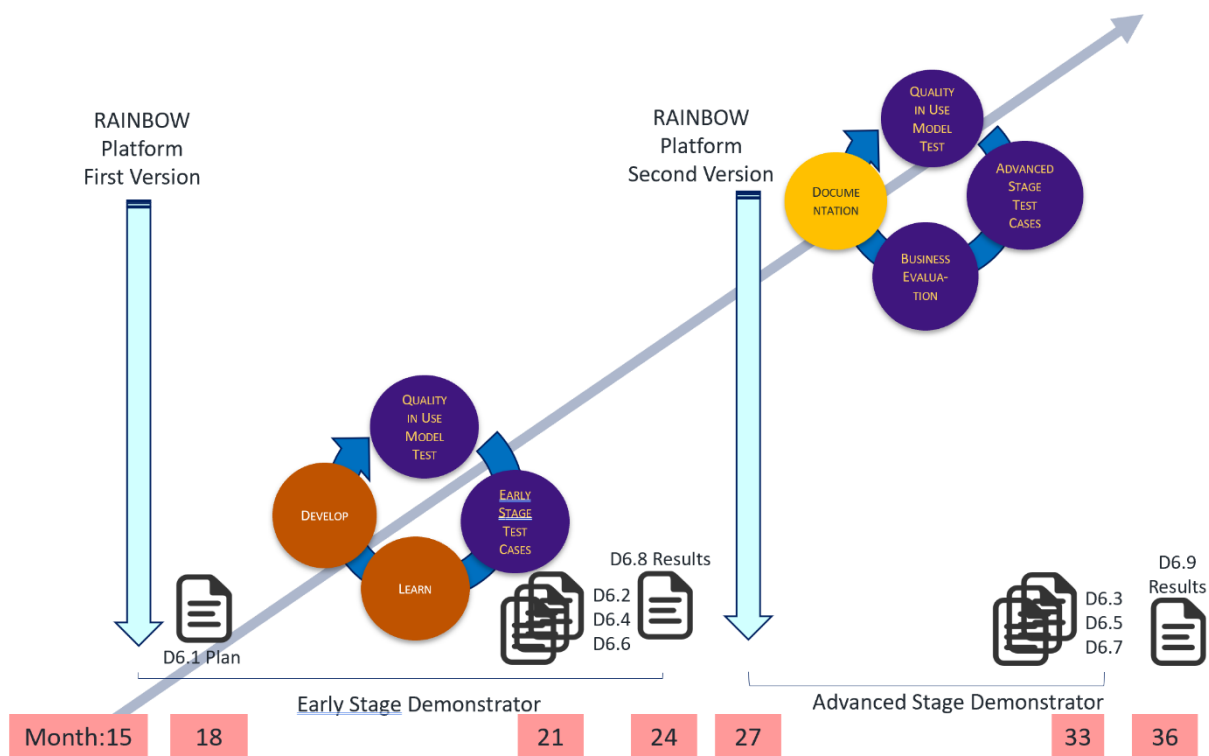 RAINBOW
Platform
First Version
RAINBOW
Platform
Second Version
QUALITY
IN USE
MODEL
TEST
DOCUME
NTATION
ADVANCED
STAGE
TEST
CASES
BUSINESS
EVALUA-
TION
QUALITY
IN USE
MODEL
TEST
DEVELOP
EARLY
STAGE
TEST
CASES
LEARN
D6.1 Plan
D6.2
D6.4
D6.6
D6.8 Results
D6.3
D6.5
D6.7
D6.9
Results
Early Stage Demonstrator
Advanced Stage Demonstrator
Month:15 18 21 24 27 33 36